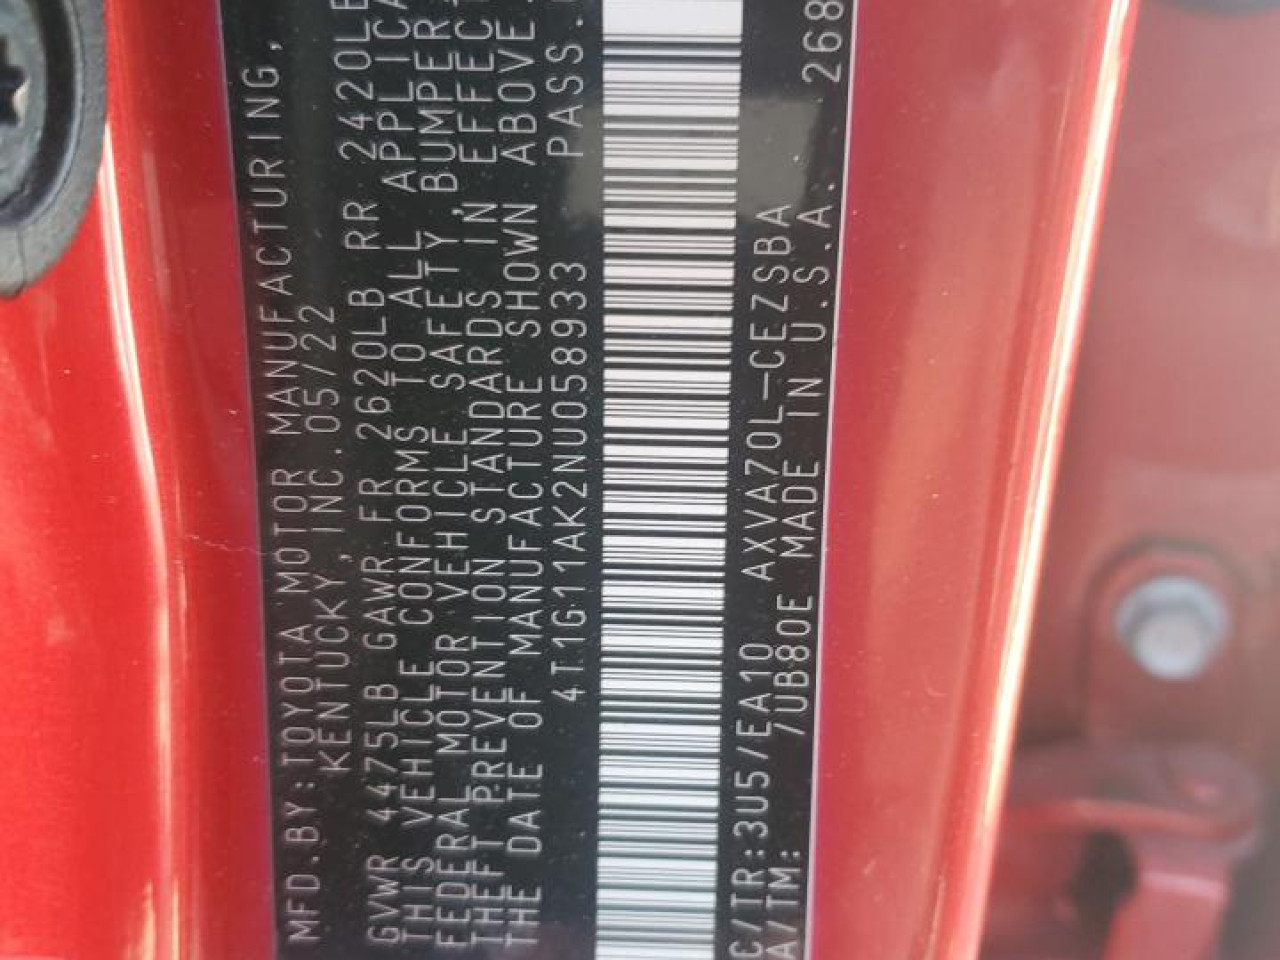 MFD.BY:TOYOTA MOTOR MANUFACTURING,
KENTUCKY, INC.05/22
GVWR 4475LB GAWR FR 2620LB RR 2420LB
THIS VEHICLE CONFORMS TO ALL
FEDERAL MOTOR VEHICLE SAFETY, BUMPER
THEFT PREVENTION STANDARDS IN
THE DATE OF MANUFACTURE SHOWN ABOVE.
4T1G11AK2NU058933 PASS.
C/TR:3U5/EA10 AXVA70L-CEZSBA
A/TM: /UB80E MADE IN U.S.A. 268